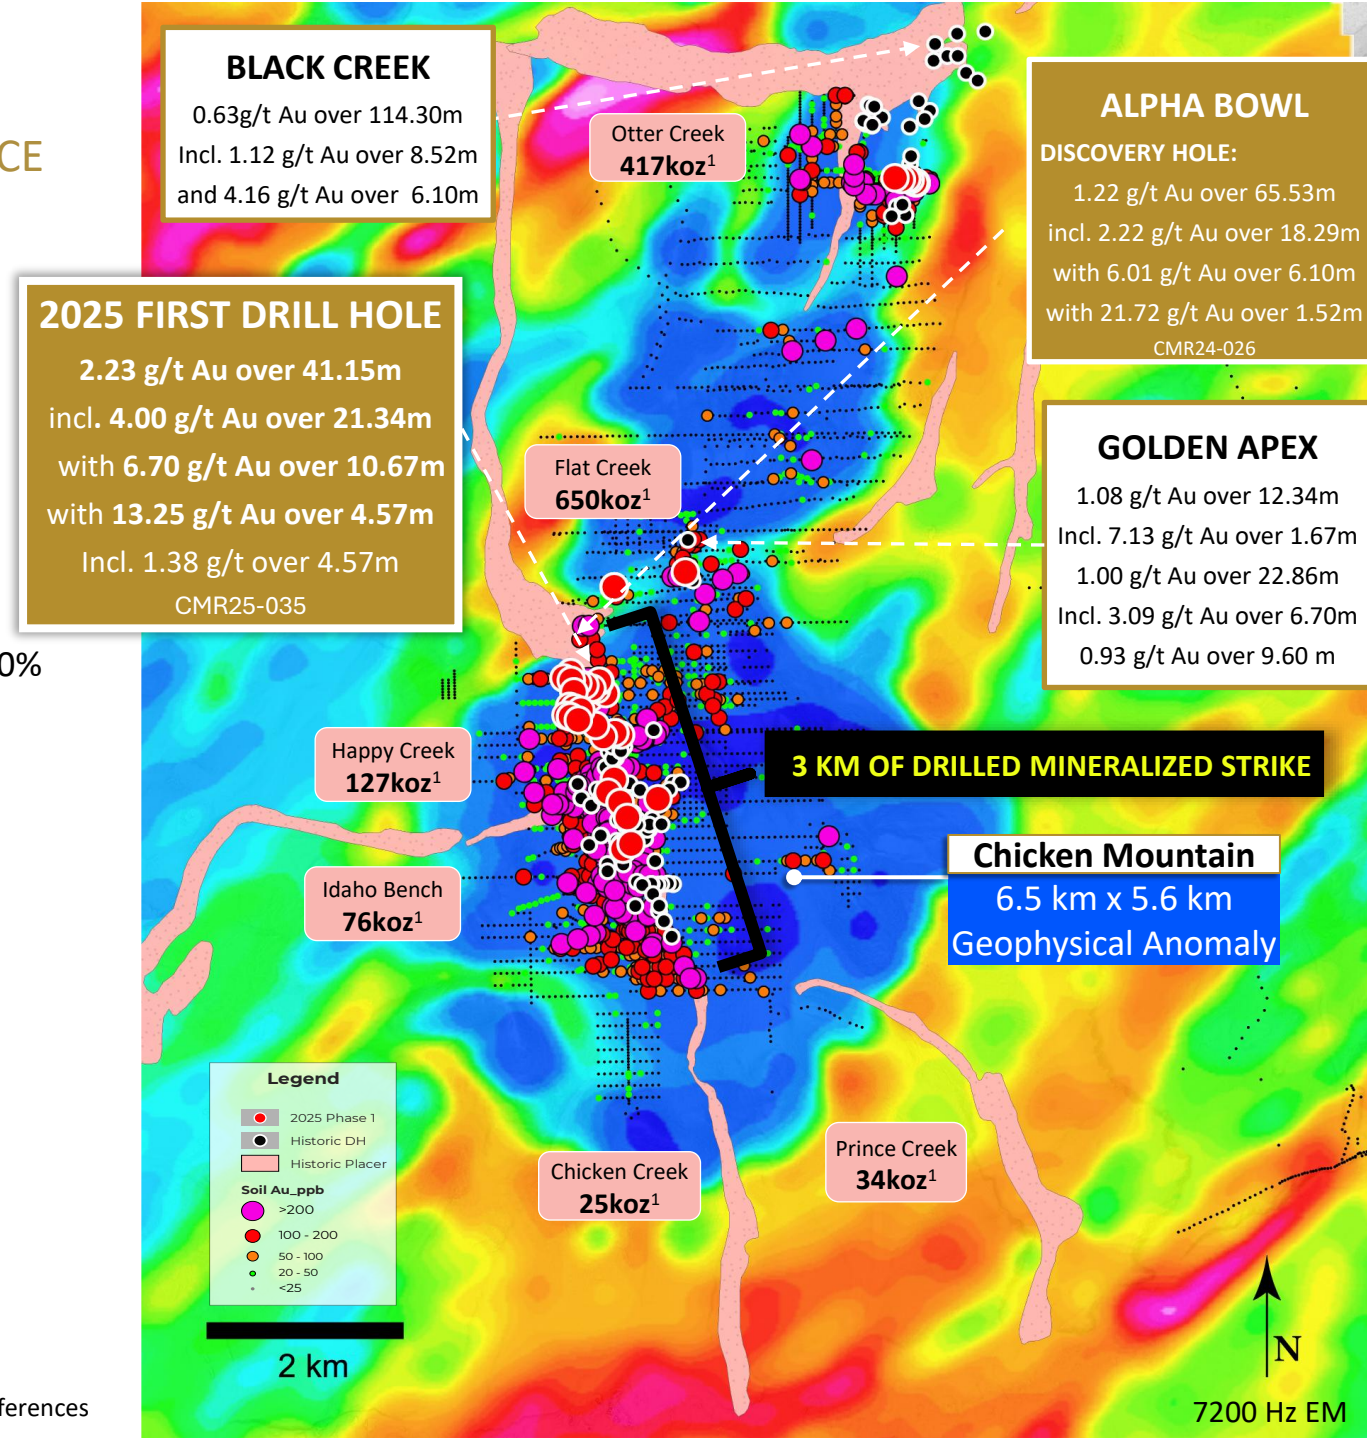 CE
BLACK CREEK
0.63g/t Au over 114.30m
Incl. 1.12 g/t Au over 8.52m
and 4.16 g/t Au over 6.10m
Otter Creek
417koz¹
ALPHA BOWL
DISCOVERY HOLE:
1.22 g/t Au over 65.53m
incl. 2.22 g/t Au over 18.29m
with 6.01 g/t Au over 6.10m
with 21.72 g/t Au over 1.52m
CMR24-026
2025 FIRST DRILL HOLE
2.23 g/t Au over 41.15m
incl. 4.00 g/t Au over 21.34m
with 6.70 g/t Au over 10.67m
with 13.25 g/t Au over 4.57m
Incl. 1.38 g/t over 4.57m
CMR25-035
0%
Flat Creek
650koz¹
GOLDEN APEX
1.08 g/t Au over 12.34m
Incl. 7.13 g/t Au over 1.67m
1.00 g/t Au over 22.86m
Incl. 3.09 g/t Au over 6.70m
0.93 g/t Au over 9.60 m
Happy Creek
127koz¹
3 KM OF DRILLED MINERALIZED STRIKE
Idaho Bench
76koz¹
Chicken Mountain
6.5 km x 5.6 km
Geophysical Anomaly
Legend
2025 Phase 1
Historic DH
Historic Placer
Soil Au_ppb
>200
100 - 200
50 - 100
20 - 50
<25
2 km
Chicken Creek
25koz¹
Prince Creek
34koz¹
N
7200 Hz EM
ferences